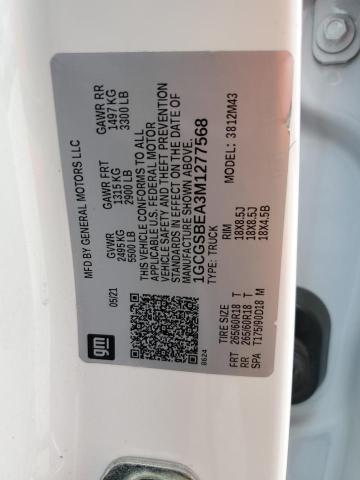 MFD BY GENERAL MOTORS LLC
05/21
GVWR
2495 KG
5500 LB
GAWR FRT
1315 KG
2900 LB
GAWR RR
1497 KG
3300 LB
THIS VEHICLE CONFORMS TO ALL
APPLICABLE U.S. FEDERAL MOTOR
VEHICLE SAFETY AND BUMPER
STANDARDS IN EFFECT ON THE DATE OF
MANUFACTURE SHOWN ABOVE.
1GCGSBEA3M1277568
TYPE: TRUCK
MODEL: 3812M43
gm
8624
TIRE SIZE
RIM
FRT 265/60R18 T
18X8.5J
RR 265/60R18 T
18X8.5J
SPA T175/90D18 M
18X4.5B